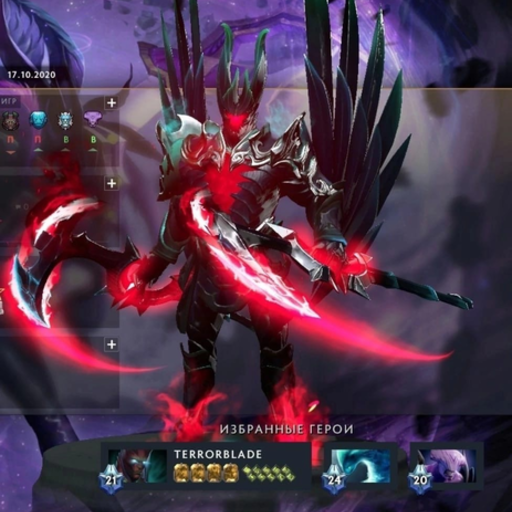 17.10.2020
ИГР
П П В В
ИЗБРАННЫЕ ГЕРОИ
TERRORBLADE
21
24
20